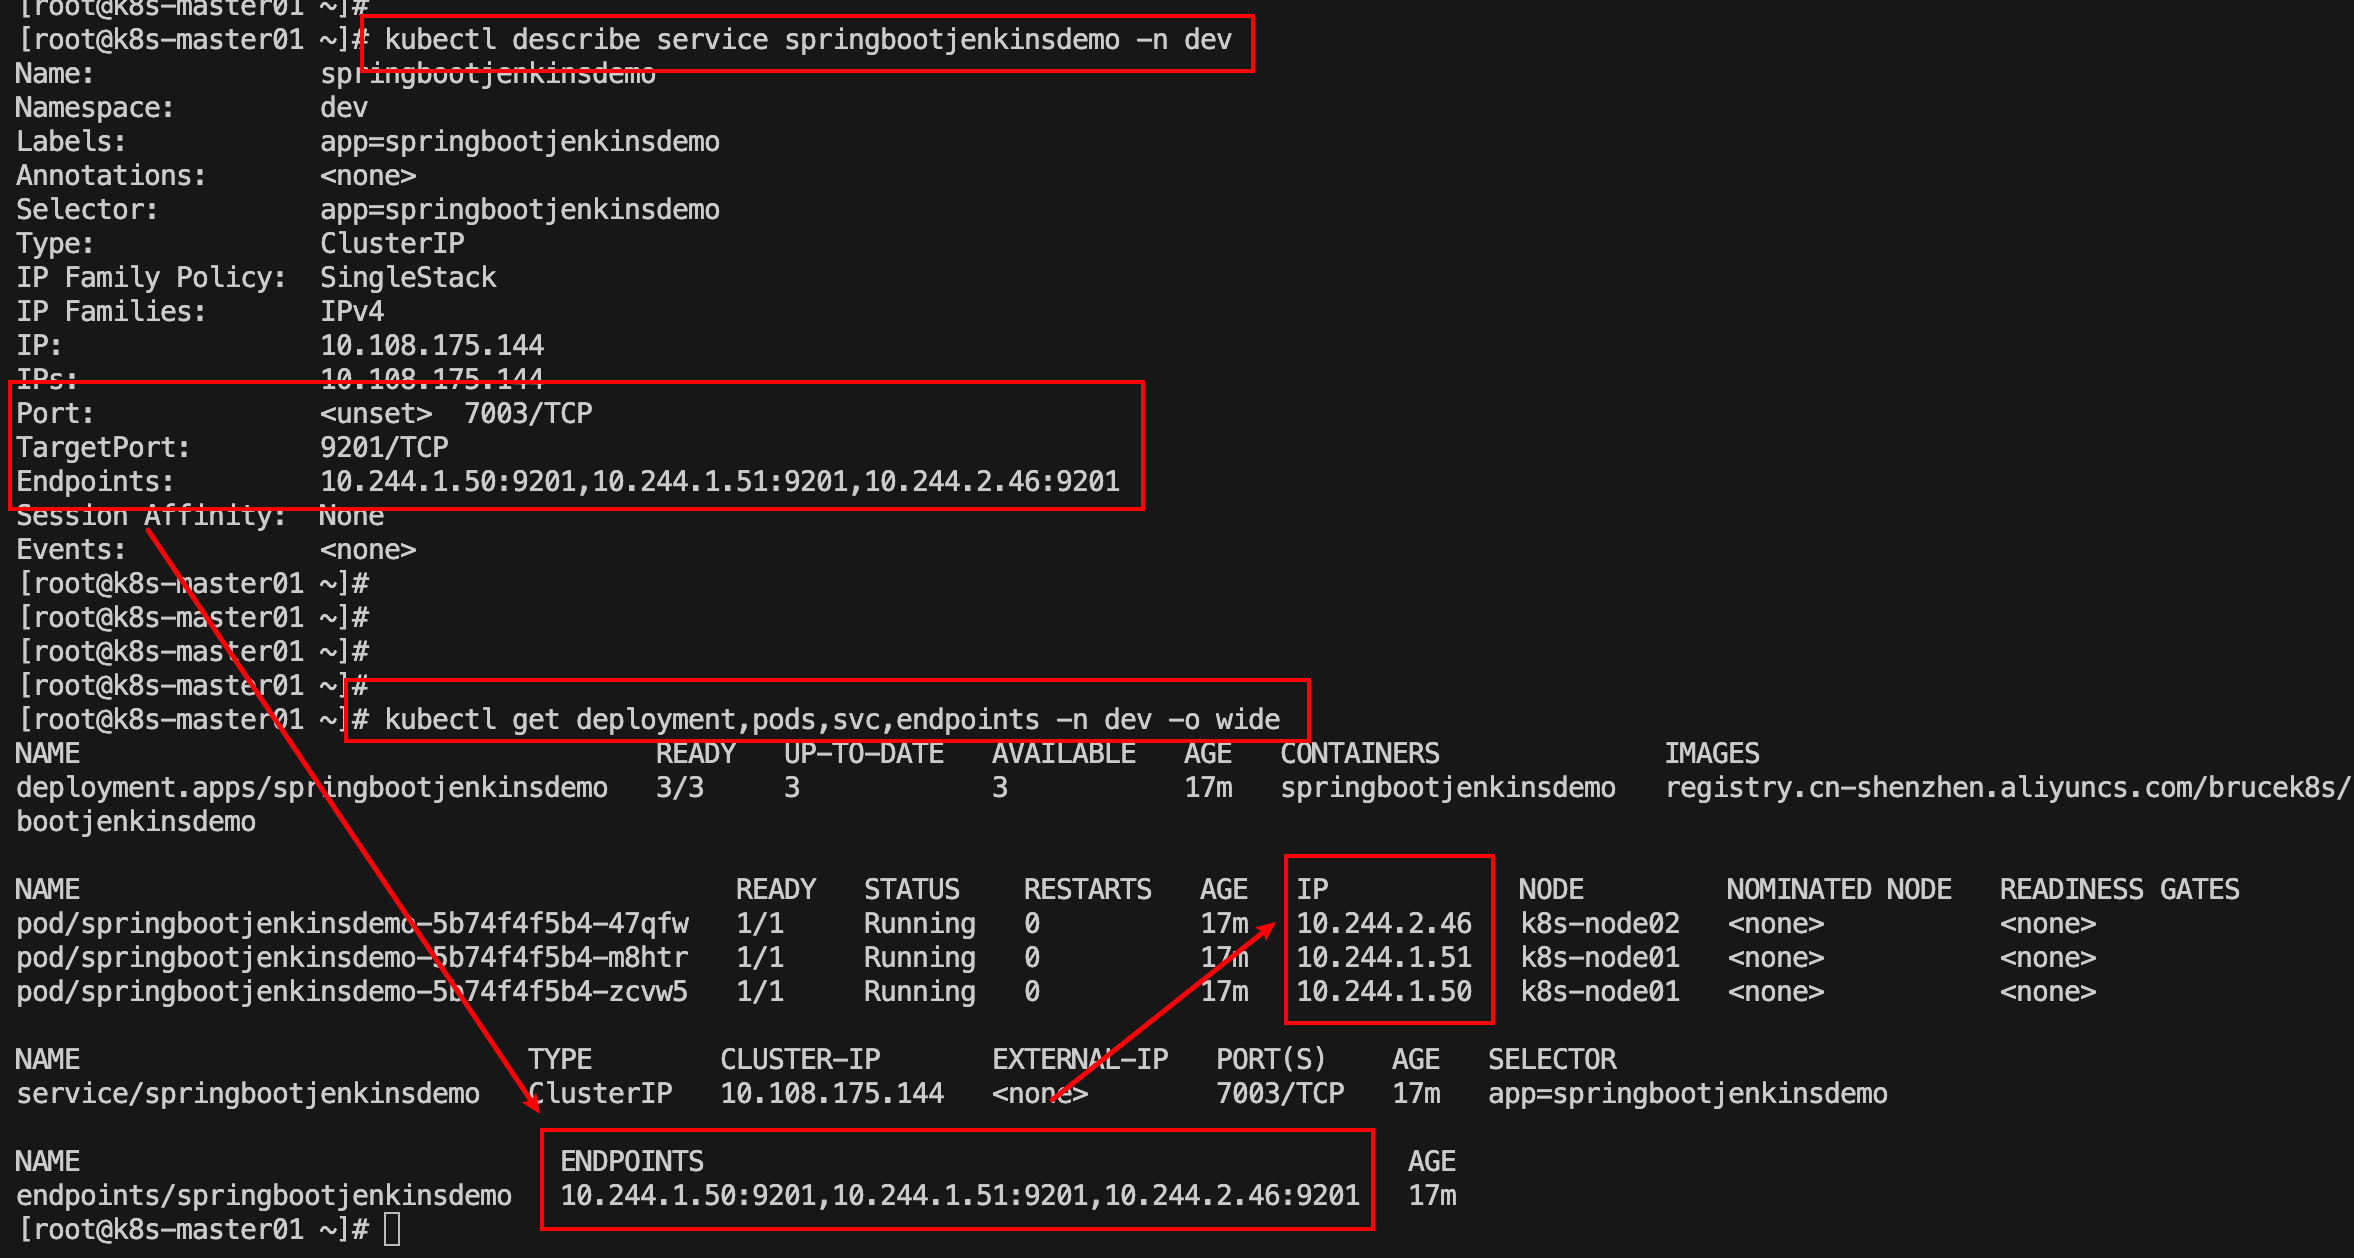 [root@k8s-master01 ~]#
[root@k8s-master01 ~]# kubectl describe service springbootjenkinsdemo -n dev
Name:              springbootjenkinsdemo
Namespace:         dev
Labels:            app=springbootjenkinsdemo
Annotations:       <none>
Selector:          app=springbootjenkinsdemo
Type:              ClusterIP
IP Family Policy:  SingleStack
IP Families:       IPv4
IP:                10.108.175.144
IPs:               10.108.175.144
Port:              <unset>  7003/TCP
TargetPort:        9201/TCP
Endpoints:         10.244.1.50:9201,10.244.1.51:9201,10.244.2.46:9201
Session Affinity:  None
Events:            <none>
[root@k8s-master01 ~]#
[root@k8s-master01 ~]#
[root@k8s-master01 ~]#
[root@k8s-master01 ~]#
[root@k8s-master01 ~]# kubectl get deployment,pods,svc,endpoints -n dev -o wide
NAME                                    READY   UP-TO-DATE   AVAILABLE   AGE   CONTAINERS              IMAGES
deployment.apps/springbootjenkinsdemo   3/3     3            3           17m   springbootjenkinsdemo   registry.cn-shenzhen.aliyuncs.com/brucek8s/
bootjenkinsdemo
NAME                                         READY   STATUS    RESTARTS   AGE   IP            NODE         NOMINATED NODE   READINESS GATES
pod/springbootjenkinsdemo-5b74f4f5b4-47qfw   1/1     Running   0          17m   10.244.2.46   k8s-node02   <none>           <none>
pod/springbootjenkinsdemo-5b74f4f5b4-m8htr   1/1     Running   0          17m   10.244.1.51   k8s-node01   <none>           <none>
pod/springbootjenkinsdemo-5b74f4f5b4-zcvw5   1/1     Running   0          17m   10.244.1.50   k8s-node01   <none>           <none>
NAME                            TYPE        CLUSTER-IP       EXTERNAL-IP   PORT(S)    AGE   SELECTOR
service/springbootjenkinsdemo   ClusterIP   10.108.175.144   <none>        7003/TCP   17m   app=springbootjenkinsdemo
NAME                              ENDPOINTS                                            AGE
endpoints/springbootjenkinsdemo   10.244.1.50:9201,10.244.1.51:9201,10.244.2.46:9201   17m
[root@k8s-master01 ~]#